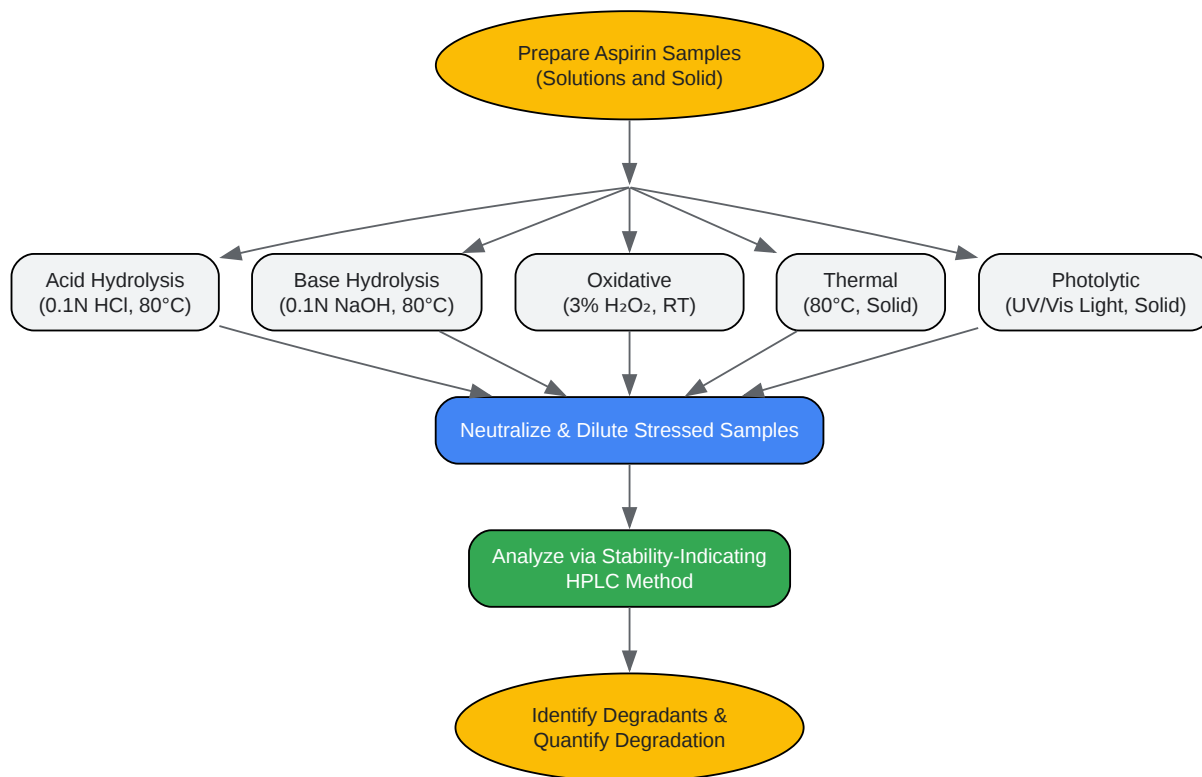 Prepare Aspirin Samples
(Solutions and Solid)
Acid Hydrolysis
(0.1N HCl, 80°C)
Base Hydrolysis
(0.1N NaOH, 80°C)
Oxidative
(3% H₂O₂, RT)
Thermal
(80°C, Solid)
Photolytic
(UV/Vis Light, Solid)
Neutralize & Dilute Stressed Samples
Analyze via Stability-Indicating
HPLC Method
Identify Degradants &
Quantify Degradation